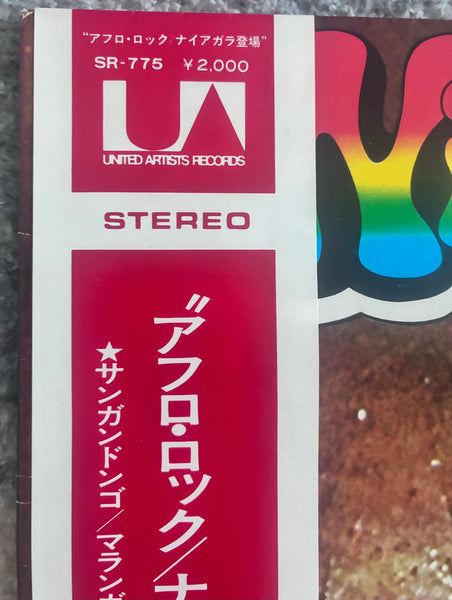 “アフロ・ロック/ナイアガラ登場”
SR-775 ¥2,000
UA
UNITED ARTISTS RECORDS
STEREO
“アフロ・ロック/ナ
★サンガンドンゴ/マランガ